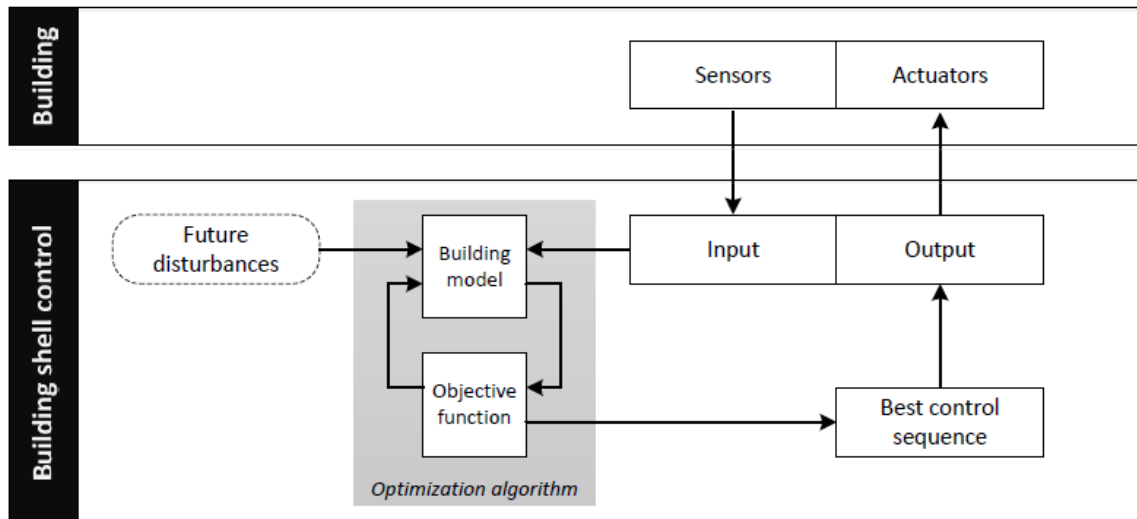 Building
Sensors
Actuators
Building shell control
Future
disturbances
Building
model
Input
Output
Objective
function
Best control
sequence
Optimization algorithm